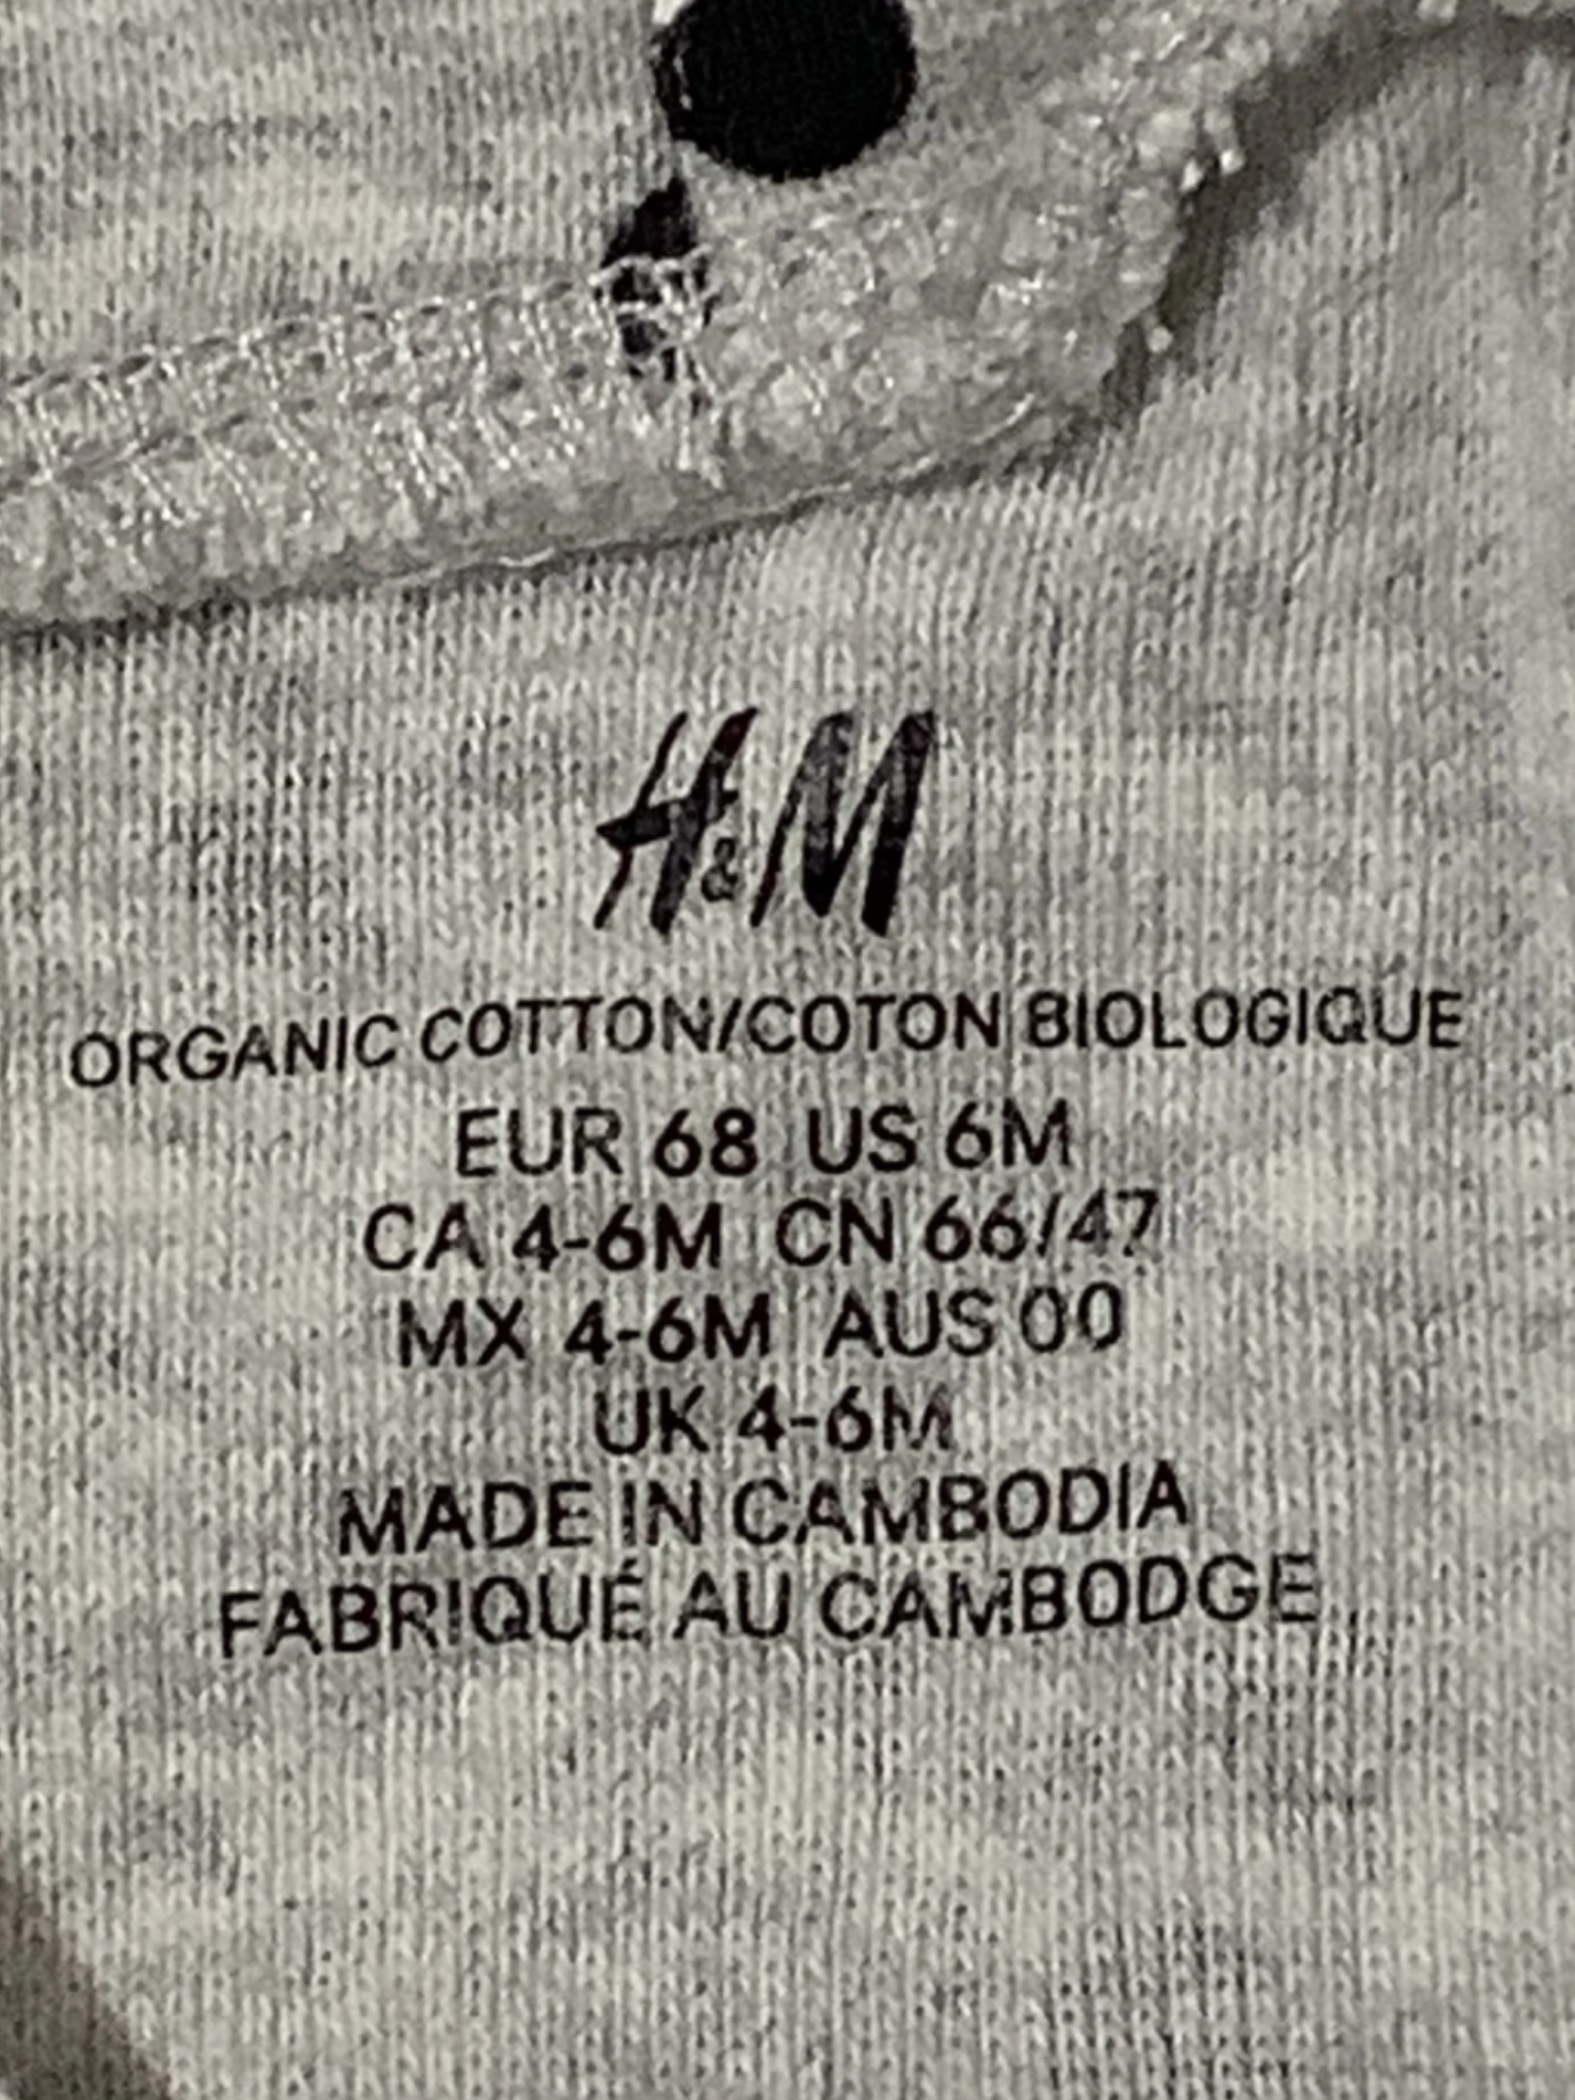 H&M
ORGANIC COTTON/COTON BIOLOGIQUE
EUR 68 US 6M
CA 4-6M CN 66/47
MX 4-6M AUS 00
UK 4-6M
MADE IN CAMBODIA
FABRIQUÉ AU CAMBODGE